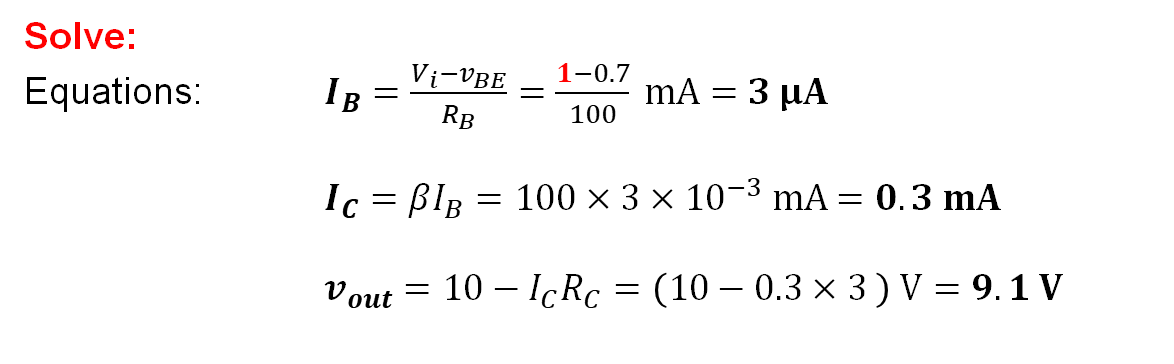 Solve:
Equations: I_B = (V_i−v_BE)/R_B = (1−0.7)/100 mA = 3 μA
I_C = βI_B = 100 × 3 × 10^−3 mA = 0.3 mA
v_out = 10 − I_C R_C = (10 − 0.3 × 3 ) V = 9.1 V